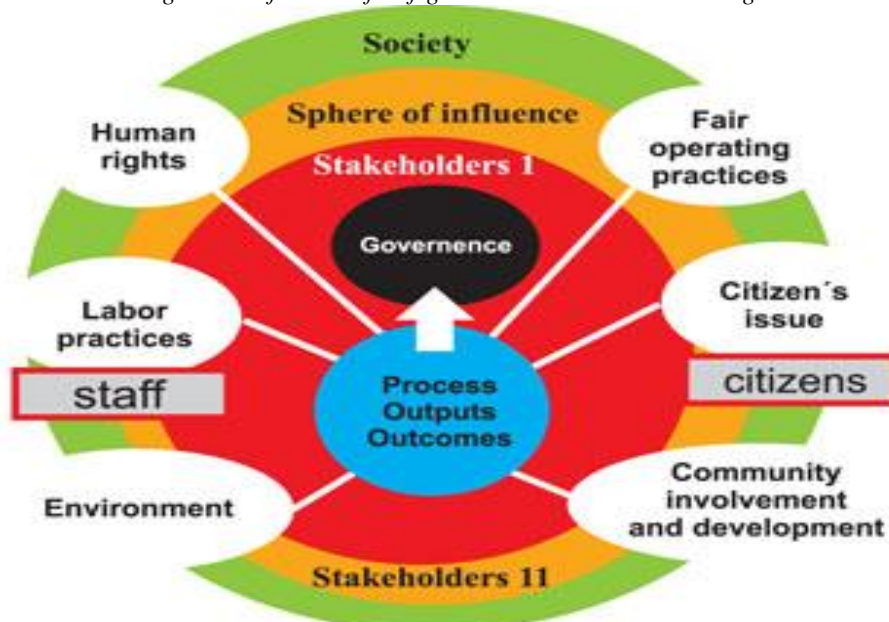 Society
Sphere of influence
Stakeholders 1
Human
rights
Fair
operating
practices
Governence
Labor
practices
Citizen´s
issue
staff
citizens
Process
Outputs
Outcomes
Environment
Community
involvement
and development
Stakeholders 11